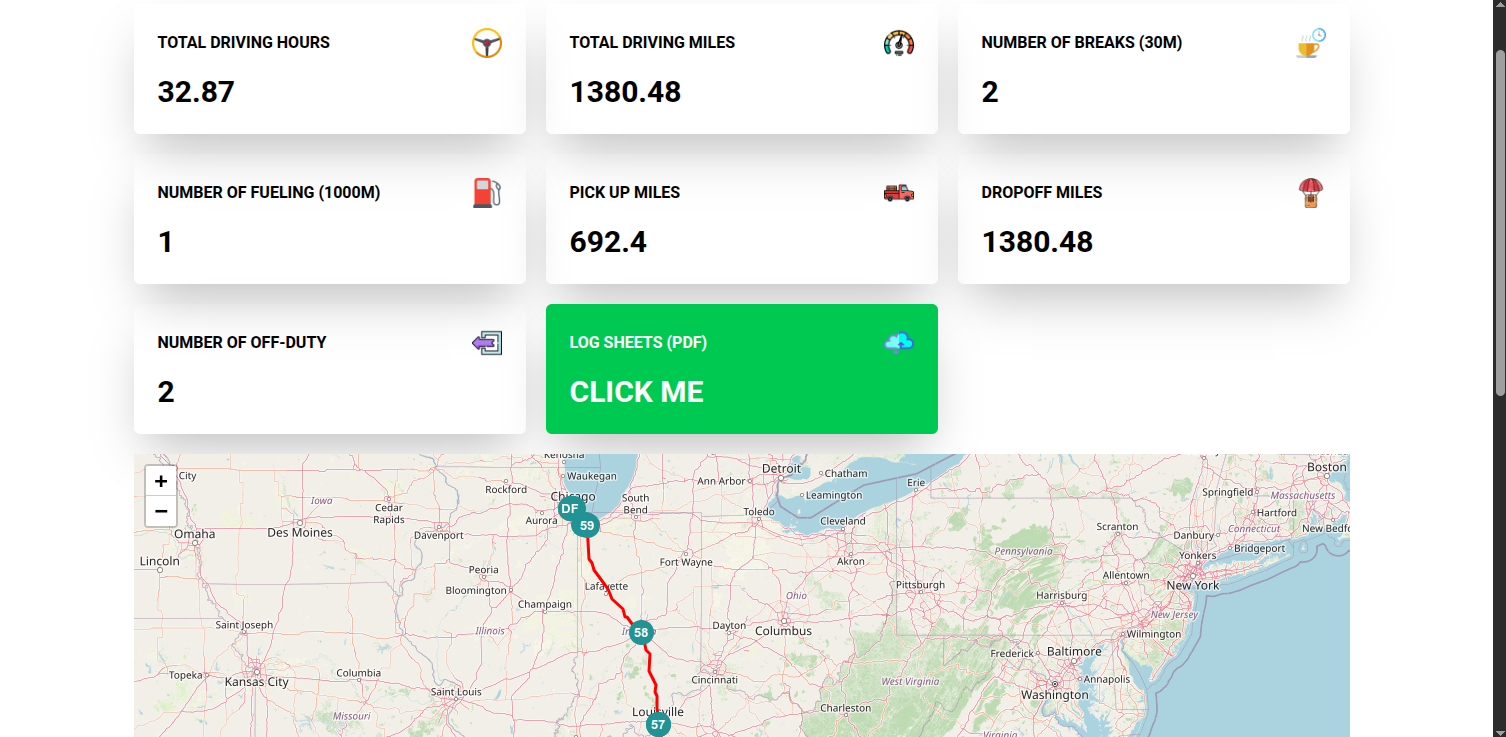 TOTAL DRIVING HOURS
32.87
TOTAL DRIVING MILES
1380.48
NUMBER OF BREAKS (30M)
2
NUMBER OF FUELING (1000M)
1
PICK UP MILES
692.4
DROPOFF MILES
1380.48
NUMBER OF OFF-DUTY
2
LOG SHEETS (PDF)
CLICK ME
+
−
City
Kenosha
Waukegan
Rockford
Chicago
DF
59
Aurora
South
Bend
Iowa
Cedar
Rapids
Davenport
Omaha
Des Moines
Lincoln
Peoria
Bloomington
Champaign
Lafayette
Fort Wayne
Ann Arbor
Detroit
Chatham
Leamington
Toledo
Cleveland
Erie
Akron
Pittsburgh
Pennsylvania
Scranton
Boston
Springfield
Massachusetts
Hartford
Connecticut
New Bedfo
Danbury
Bridgeport
Yonkers
New York
Allentown
Harrisburg
New Jersey
Wilmington
Ohio
Columbus
Dayton
58
Illinois
Saint Joseph
Topeka
Kansas City
Columbia
Saint Louis
Missouri
Cincinnati
Louisville
57
West Virginia
Charleston
Frederick
Baltimore
Annapolis
Washington
Virginia